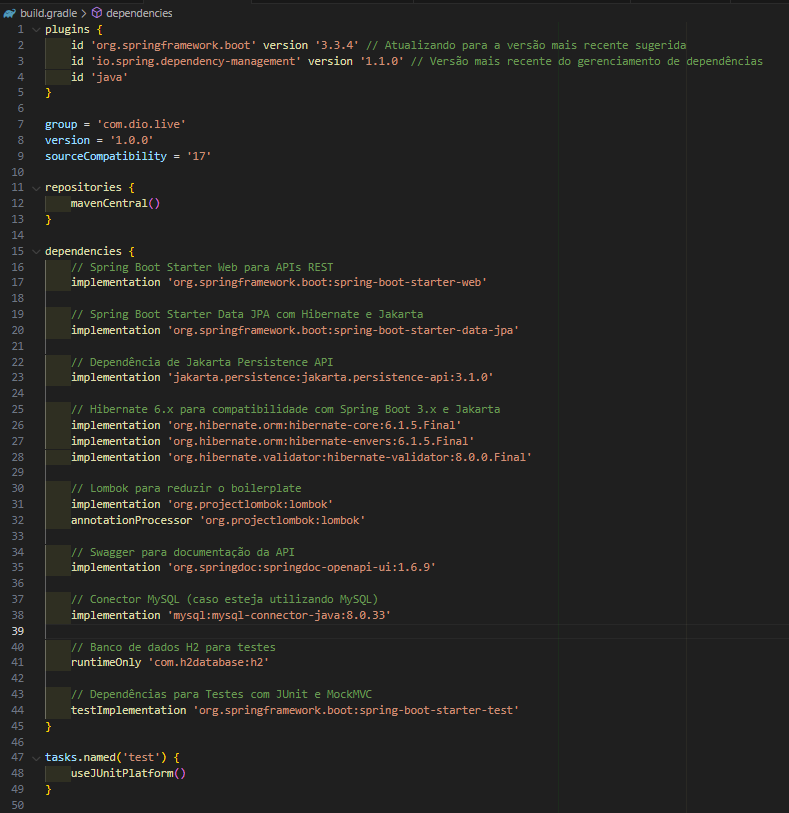 build.gradle > dependencies
1 plugins {
2 id 'org.springframework.boot' version '3.3.4' // Atualizando para a versão mais recente sugerida
3 id 'io.spring.dependency-management' version '1.1.0' // Versão mais recente do gerenciamento de dependências
4 id 'java'
5 }
6
7 group = 'com.dio.live'
8 version = '1.0.0'
9 sourceCompatibility = '17'
10
11 repositories {
12 mavenCentral()
13 }
14
15 dependencies {
16 // Spring Boot Starter Web para APIs REST
17 implementation 'org.springframework.boot:spring-boot-starter-web'
18
19 // Spring Boot Starter Data JPA com Hibernate e Jakarta
20 implementation 'org.springframework.boot:spring-boot-starter-data-jpa'
21
22 // Dependência de Jakarta Persistence API
23 implementation 'jakarta.persistence:jakarta.persistence-api:3.1.0'
24
25 // Hibernate 6.x para compatibilidade com Spring Boot 3.x e Jakarta
26 implementation 'org.hibernate.orm:hibernate-core:6.1.5.Final'
27 implementation 'org.hibernate.orm:hibernate-envers:6.1.5.Final'
28 implementation 'org.hibernate.validator:hibernate-validator:8.0.0.Final'
29
30 // Lombok para reduzir o boilerplate
31 implementation 'org.projectlombok:lombok'
32 annotationProcessor 'org.projectlombok:lombok'
33
34 // Swagger para documentação da API
35 implementation 'org.springdoc:springdoc-openapi-ui:1.6.9'
36
37 // Conector MySQL (caso esteja utilizando MySQL)
38 implementation 'mysql:mysql-connector-java:8.0.33'
39
40 // Banco de dados H2 para testes
41 runtimeOnly 'com.h2database:h2'
42
43 // Dependências para Testes com JUnit e MockMVC
44 testImplementation 'org.springframework.boot:spring-boot-starter-test'
45 }
46
47 tasks.named('test') {
48 useJUnitPlatform()
49 }
50